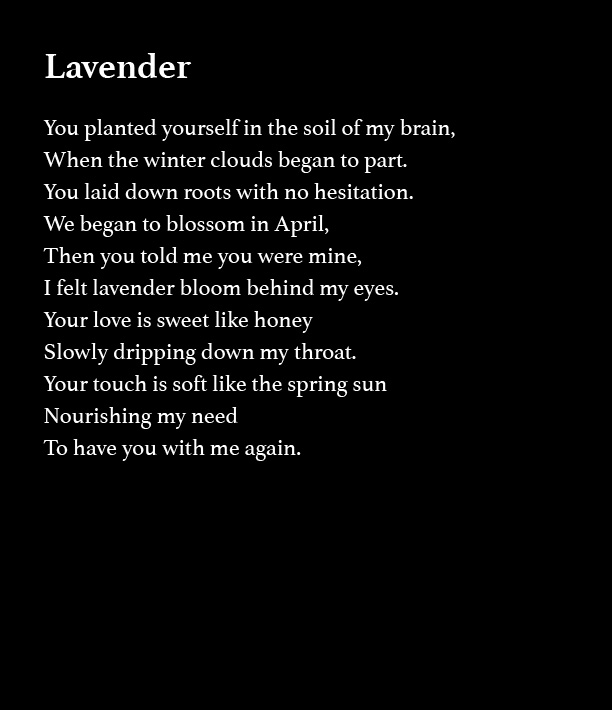 Lavender
You planted yourself in the soil of my brain,
When the winter clouds began to part.
You laid down roots with no hesitation.
We began to blossom in April,
Then you told me you were mine,
I felt lavender bloom behind my eyes.
Your love is sweet like honey
Slowly dripping down my throat.
Your touch is soft like the spring sun
Nourishing my need
To have you with me again.